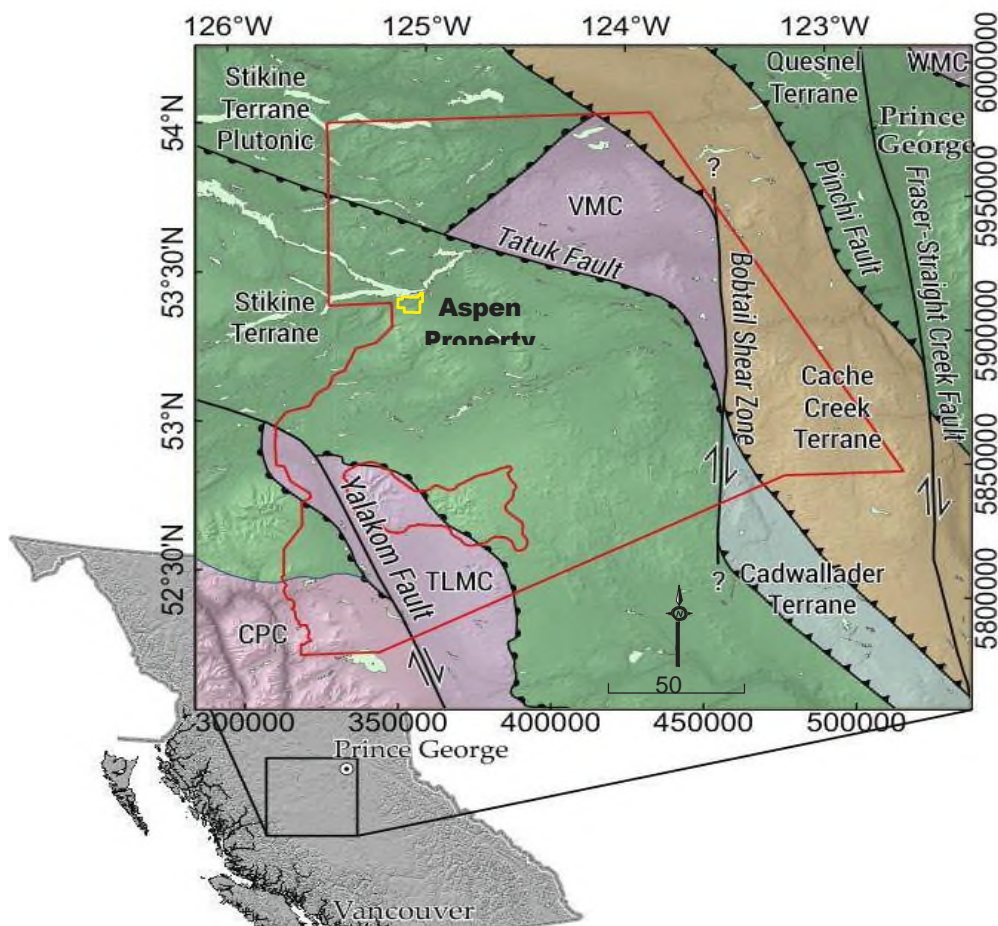 126°W
125°W
124°W
123°W
54°N
53°30'N
53°N
52°30'N
6000000
5950000
5900000
5850000
5800000
300000
350000
400000
450000
500000
Stikine
Terrane
Plutonic
Quesnel
Terrane
WMC
Prince
George
VMC
Tatuk Fault
Pinchi Fault
Fraser-Straight Creek Fault
?
Bobtail Shear Zone
Stikine
Terrane
Aspen
Property
Cache
Creek
Terrane
Yalakom Fault
TLMC
CPC
?
Cadwallader
Terrane
50
Prince George
Vancouver